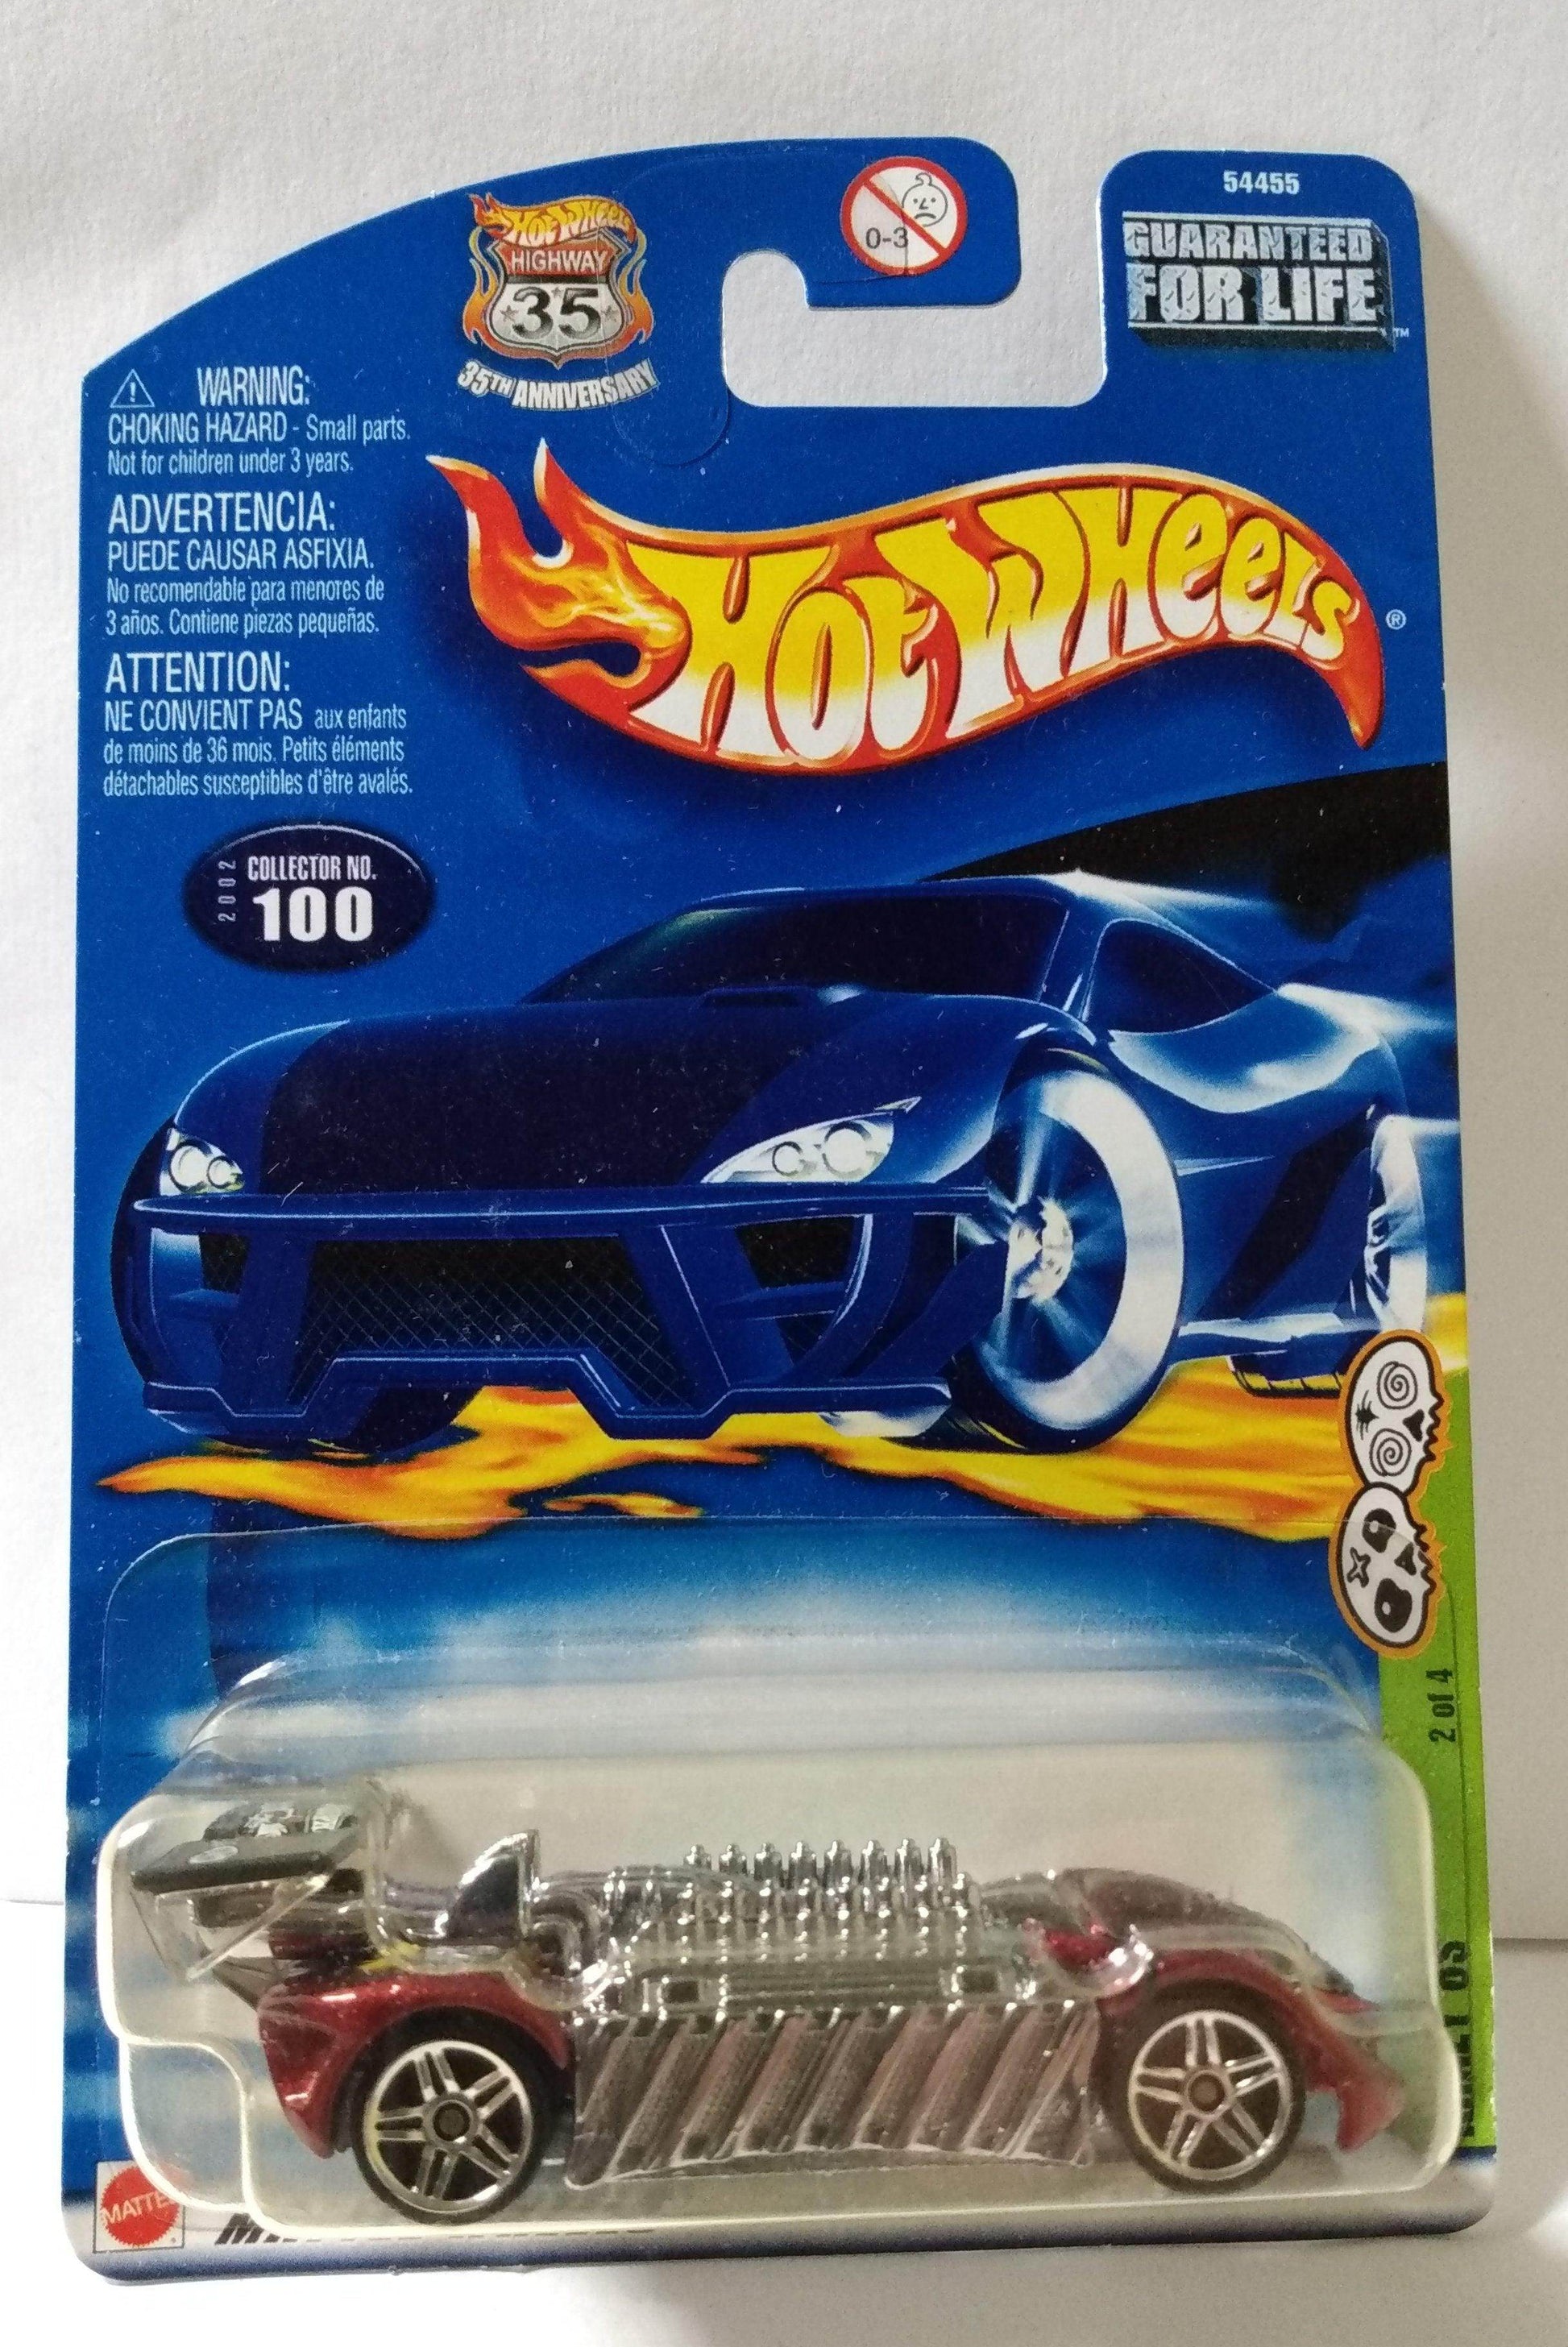 54455
GUARANTEED
FOR LIFE™
0-3
HOT WHEELS
HIGHWAY
35
35TH ANNIVERSARY
WARNING:
CHOKING HAZARD - Small parts.
Not for children under 3 years.
ADVERTENCIA:
PUEDE CAUSAR ASFIXIA.
No recomendable para menores de
3 años. Contiene piezas pequeñas.
ATTENTION:
NE CONVIENT PAS aux enfants
de moins de 36 mois. Petits éléments
détachables susceptibles d'être avalés.
HOT WHEELS®
2002
COLLECTOR NO.
100
2 of 4
MATTEL